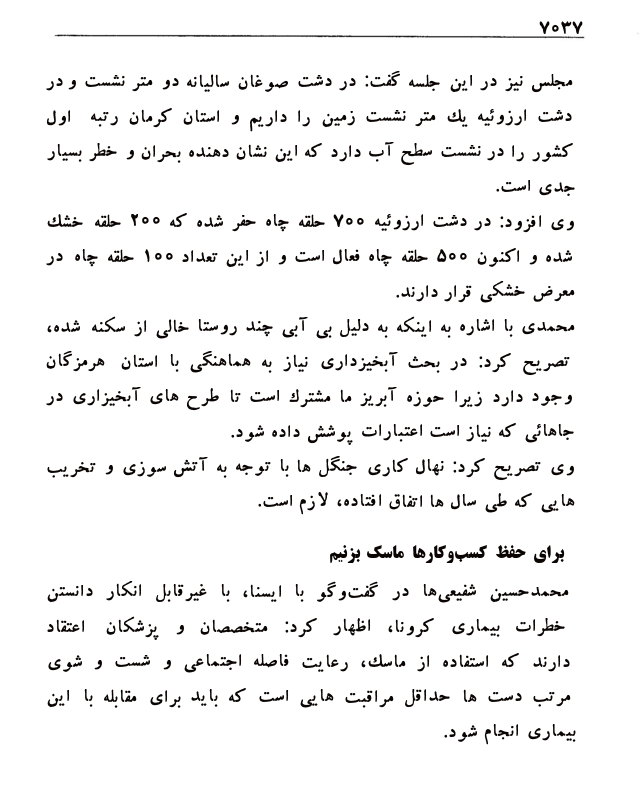 ۷۰۳۷
مجلس نیز در این جلسه گفت: در دشت صوغان سالیانه دو متر نشست و در
دشت ارزوئیه یك متر نشست زمین را داریم و استان کرمان رتبه اول
کشور را در نشست سطح آب دارد که این نشان دهنده بحران و خطر بسیار
جدی است.
وی افزود: در دشت ارزوئیه ۷۰۰ حلقه چاه حفر شده که ۲۰۰ حلقه خشك
شده و اکنون ۵۰۰ حلقه چاه فعال است و از این تعداد ۱۰۰ حلقه چاه در
معرض خشکی قرار دارند.
محمدی با اشاره به اینکه به دلیل بی آبی چند روستا خالی از سکنه شده،
تصریح کرد: در بحث آبخیزداری نیاز به هماهنگی با استان هرمزگان
وجود دارد زیرا حوزه آبریز ما مشترك است تا طرح های آبخیزاری در
جاهائی که نیاز است اعتبارات پوشش داده شود.
وی تصریح کرد: نهال کاری جنگل ها با توجه به آتش سوزی و تخریب
هایی که طی سال ها اتفاق افتاده، لازم است.
برای حفظ کسب‌وکارها ماسک بزنیم
محمدحسین شفیعی‌ها در گفت‌وگو با ایسنا، با غیرقابل انکار دانستن
خطرات بیماری کرونا، اظهار کرد: متخصصان و پزشکان اعتقاد
دارند که استفاده از ماسك، رعایت فاصله اجتماعی و شست و شوی
مرتب دست ها حداقل مراقبت هایی است که باید برای مقابله با این
بیماری انجام شود.